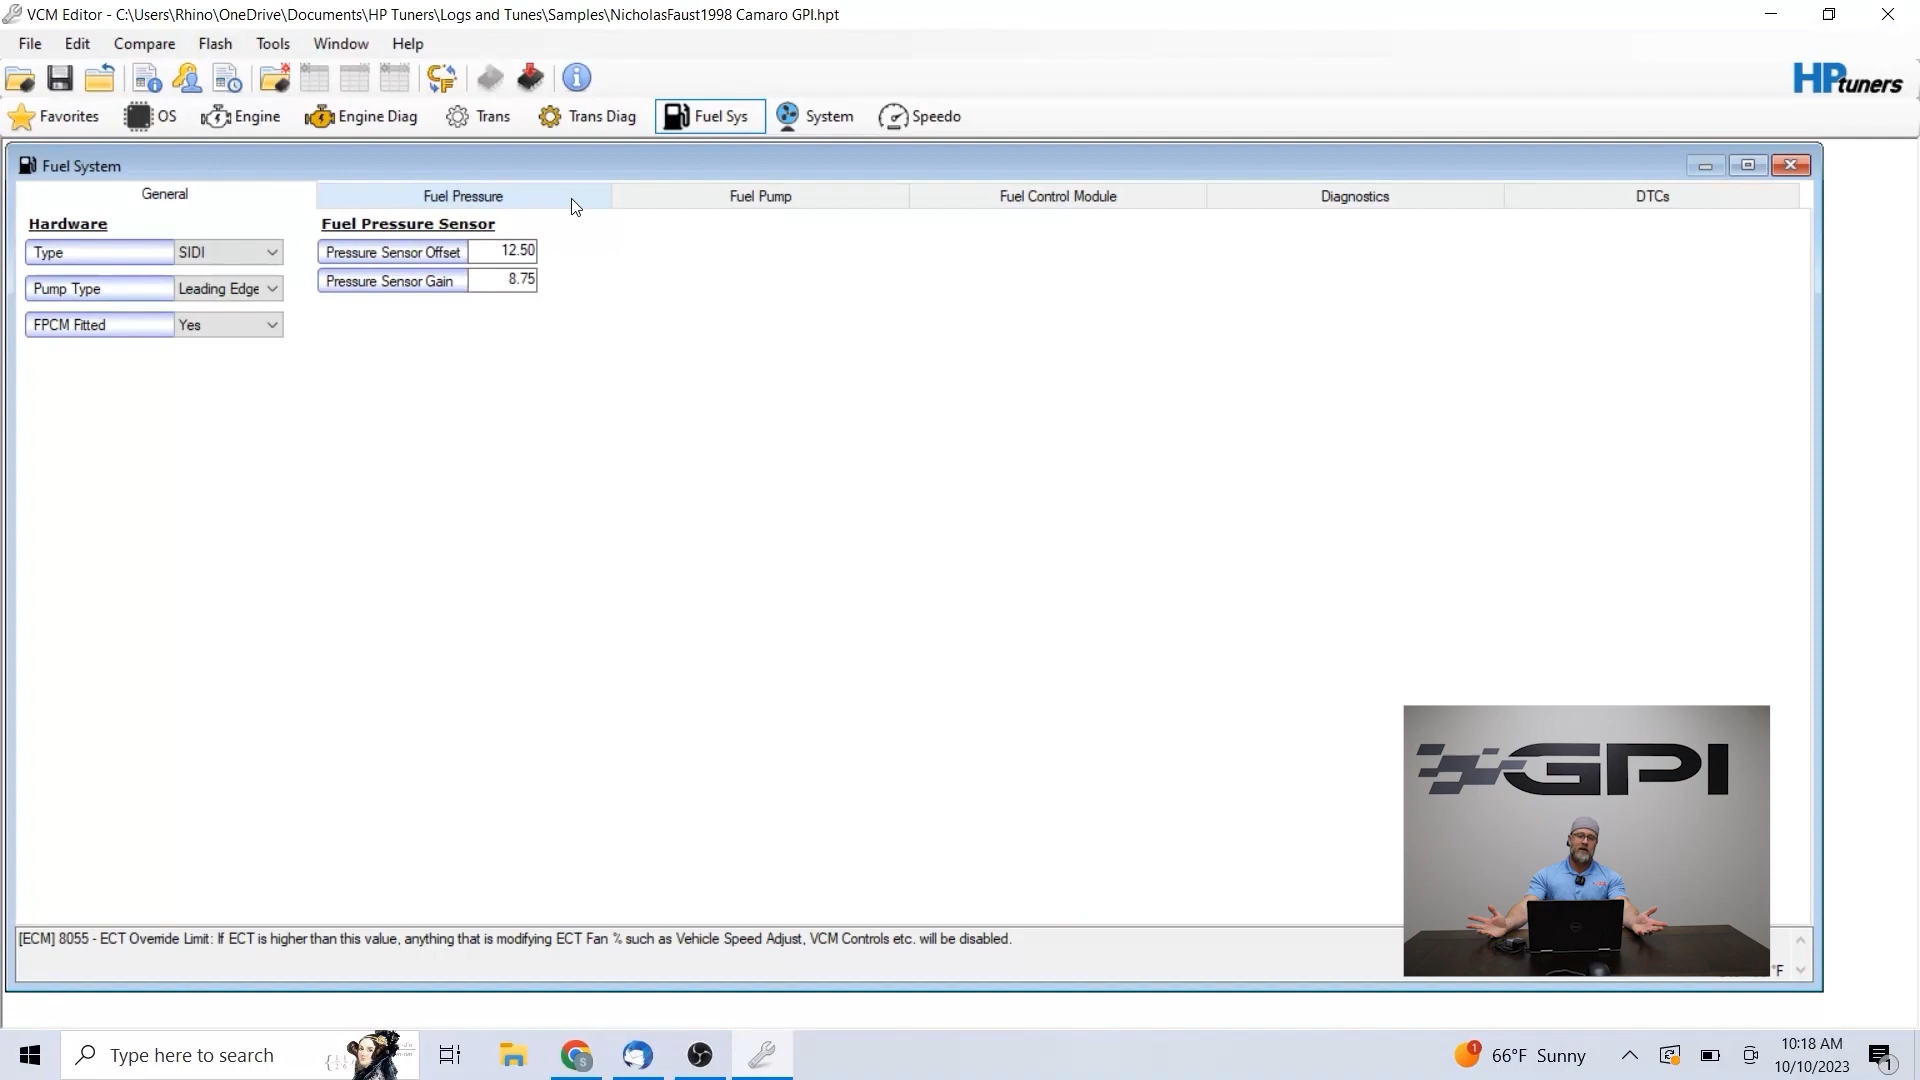 VCM Editor - C:\Users\Rhino\OneDrive\Documents\HP Tuners\Logs and Tunes\Samples\NicholasFaust1998 Camaro GPI.hpt
File Edit Compare Flash Tools Window Help
HPtuners
Favorites OS Engine Engine Diag Trans Trans Diag Fuel Sys System Speedo
Fuel System
General Fuel Pressure Fuel Pump Fuel Control Module Diagnostics DTCs
Hardware Fuel Pressure Sensor
Type SIDI Pressure Sensor Offset 12.50
Pressure Sensor Gain 8.75
Pump Type Leading Edge
FPCM Fitted Yes
GPI
[ECM] 8055 - ECT Override Limit: If ECT is higher than this value, anything that is modifying ECT Fan % such as Vehicle Speed Adjust, VCM Controls etc. will be disabled.
°F
Type here to search
1 66°F Sunny
10:18 AM
10/10/2023
1